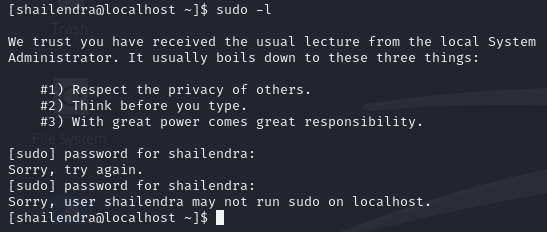 [shailendra@localhost ~]$ sudo -l
Trash
We trust you have received the usual lecture from the local System
Administrator. It usually boils down to these three things:
#1) Respect the privacy of others.
#2) Think before you type.
#3) With great power comes great responsibility.
File System
[sudo] password for shailendra:
Sorry, try again.
[sudo] password for shailendra:
Sorry, user shailendra may not run sudo on localhost.
[shailendra@localhost ~]$